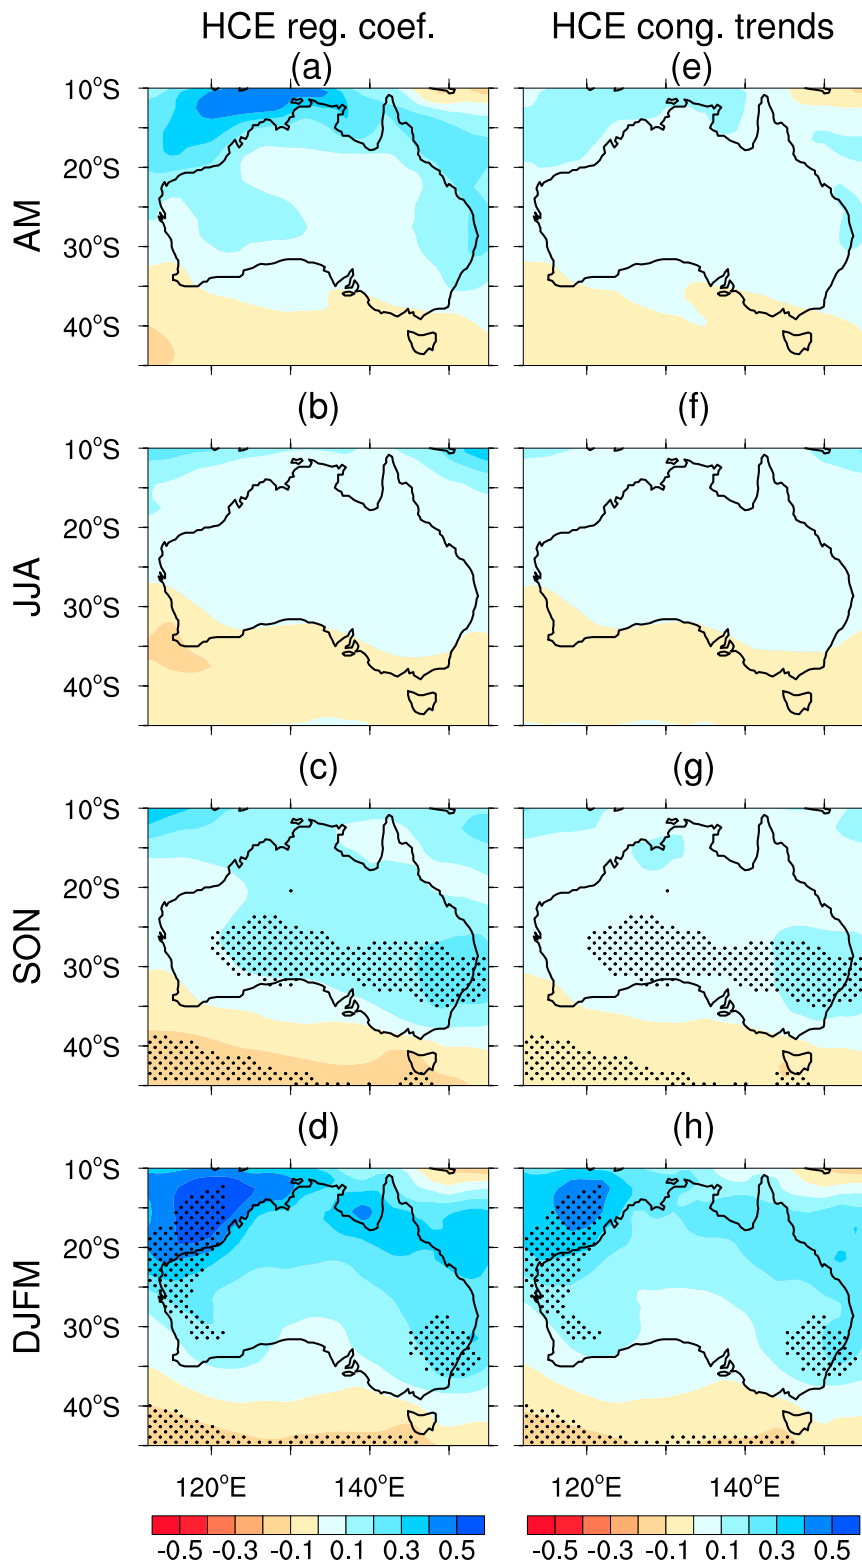 HCE reg. coef. HCE cong. trends
(a) (e)
10°S
20°S
AM
30°S
40°S
(b) (f)
10°S
20°S
JJA
30°S
40°S
(c) (g)
10°S
20°S
SON
30°S
40°S
(d) (h)
10°S
20°S
DJFM
30°S
40°S
120°E 140°E 120°E 140°E
-0.5 -0.3 -0.1 0.1 0.3 0.5 -0.5 -0.3 -0.1 0.1 0.3 0.5